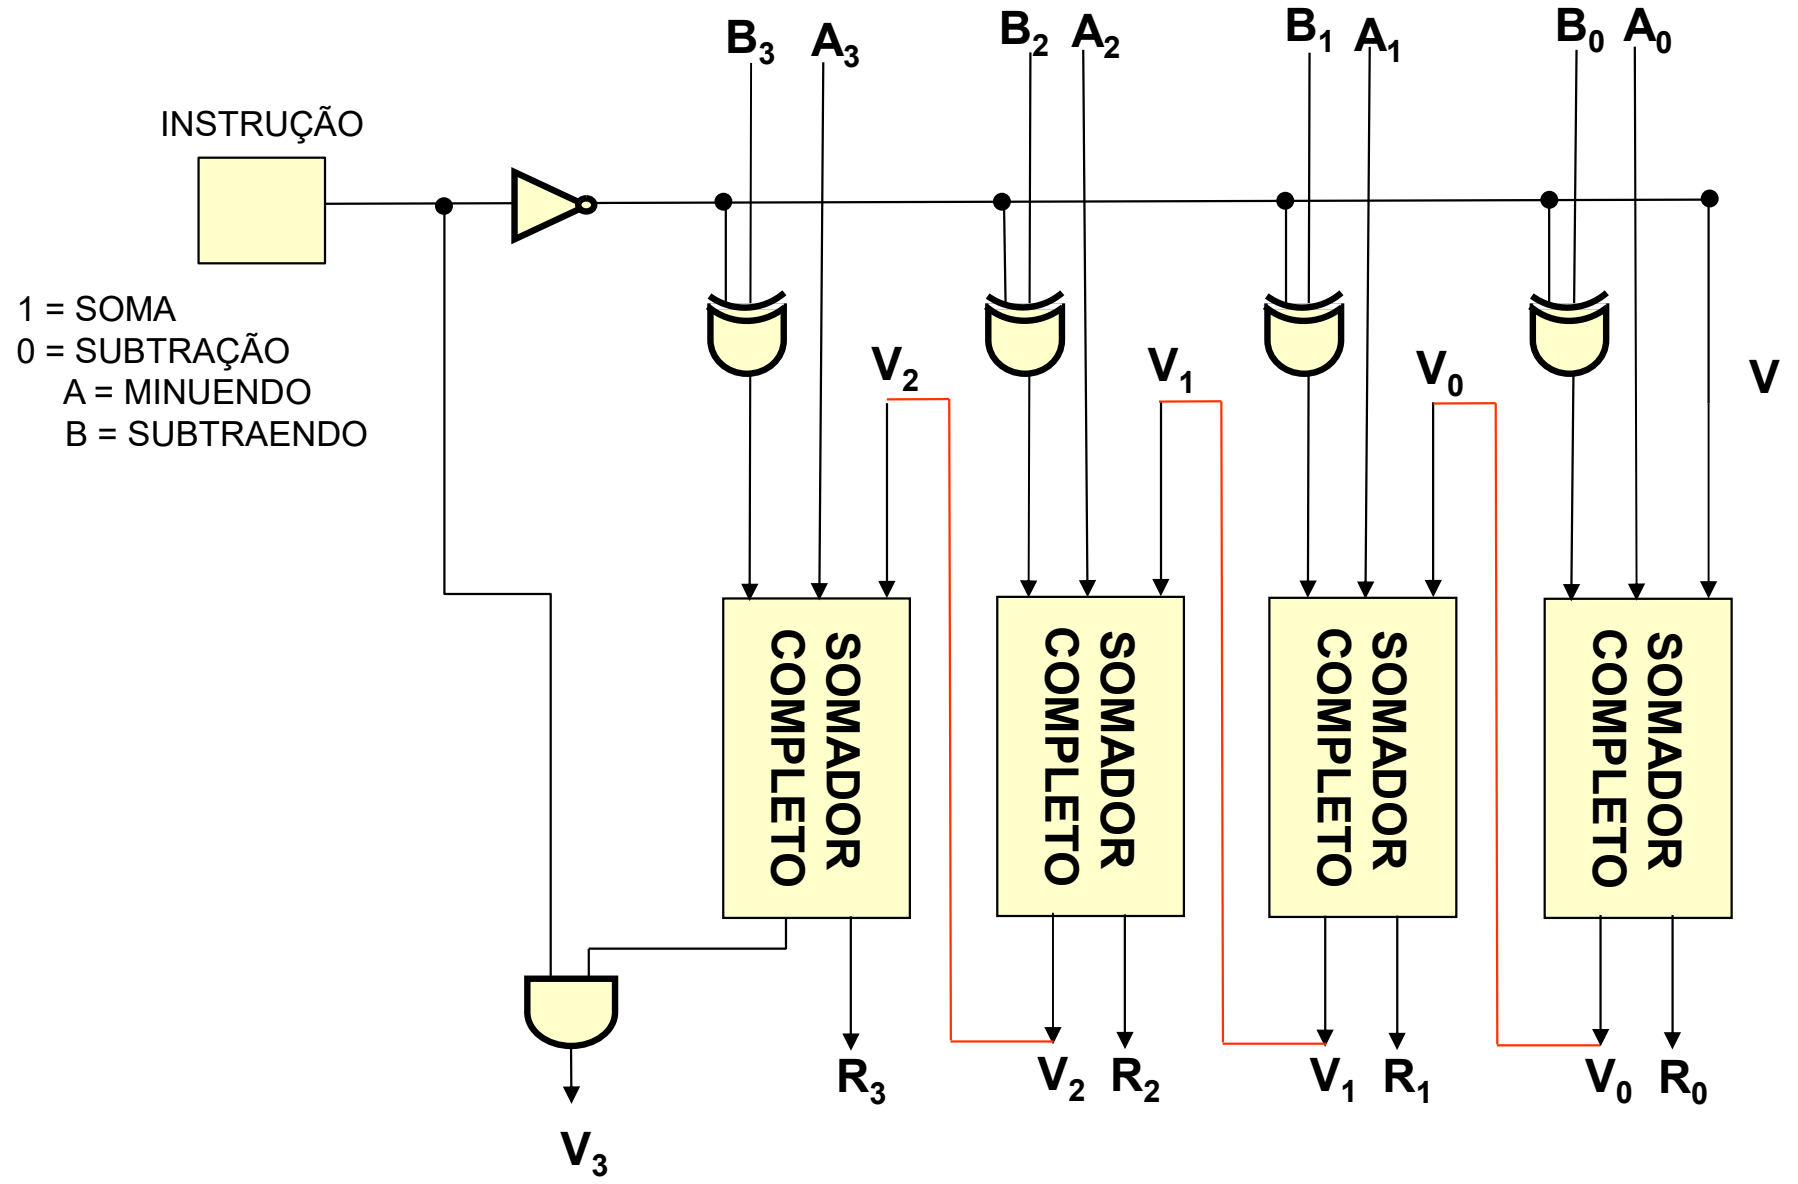 B3 A3 B2 A2 B1 A1 B0 A0
INSTRUÇÃO
1 = SOMA
0 = SUBTRAÇÃO
A = MINUENDO
B = SUBTRAENDO
V2 V1 V0 V
SOMADOR
COMPLETO
SOMADOR
COMPLETO
SOMADOR
COMPLETO
SOMADOR
COMPLETO
R3 V2 R2 V1 R1 V0 R0
V3